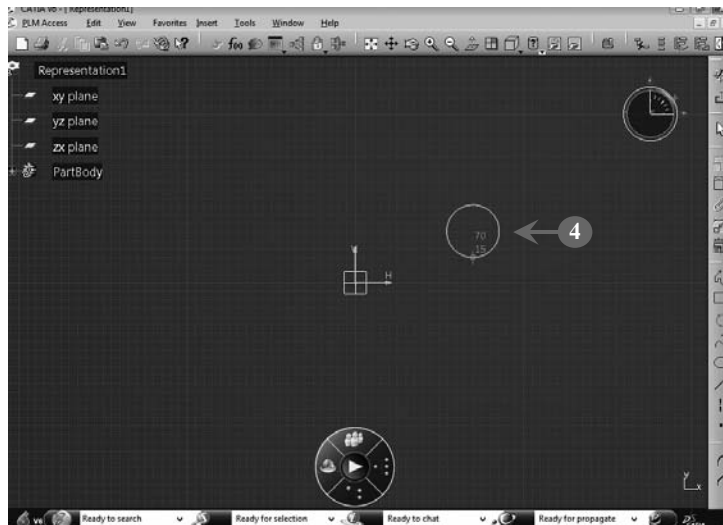 CATIA V6 - [Representation1]
PLM Access Edit View Favorites Insert Tools Window Help
Representation1
xy plane
yz plane
zx plane
PartBody
4
70
15
V
H
y
x
Ready to search Ready for selection Ready to chat Ready for propagate